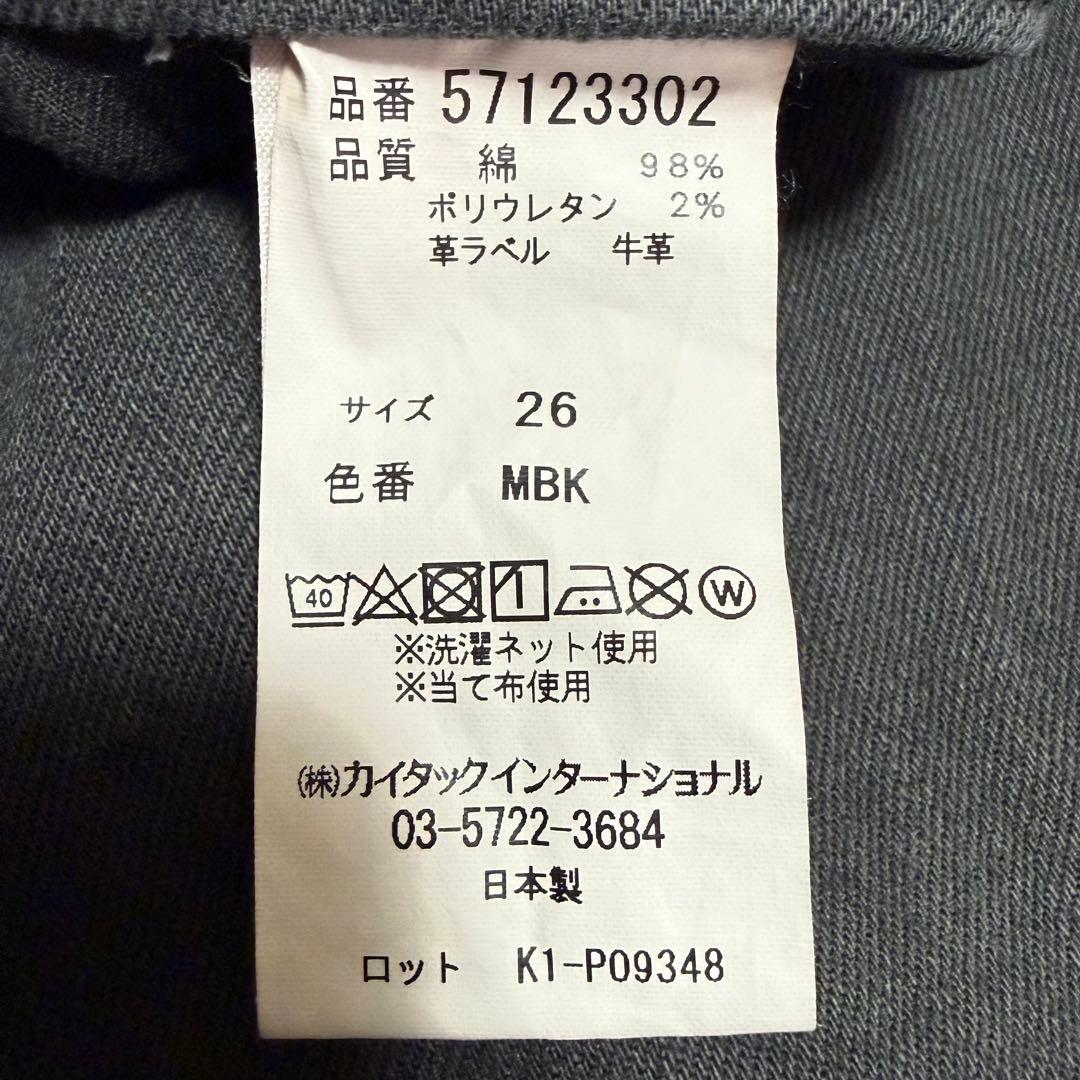 品番 57123302
品質 綿 98%
ポリウレタン 2%
革ラベル 牛革
サイズ 26
色番 MBK
40 W
※洗濯ネット使用
※当て布使用
㈱カイタックインターナショナル
03-5722-3684
日本製
ロット K1-P09348